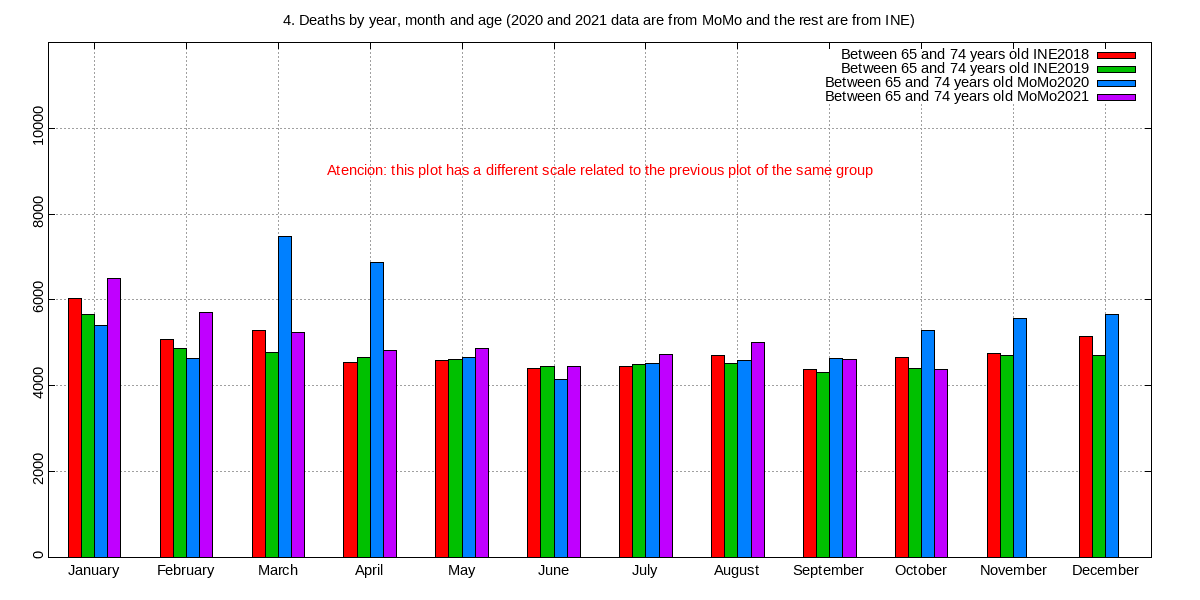 4. Deaths by year, month and age (2020 and 2021 data are from MoMo and the rest are from INE)
Between 65 and 74 years old INE2018
Between 65 and 74 years old INE2019
Between 65 and 74 years old MoMo2020
Between 65 and 74 years old MoMo2021
Atencion: this plot has a different scale related to the previous plot of the same group
10000
8000
6000
4000
2000
0
January February March April May June July August September October November December